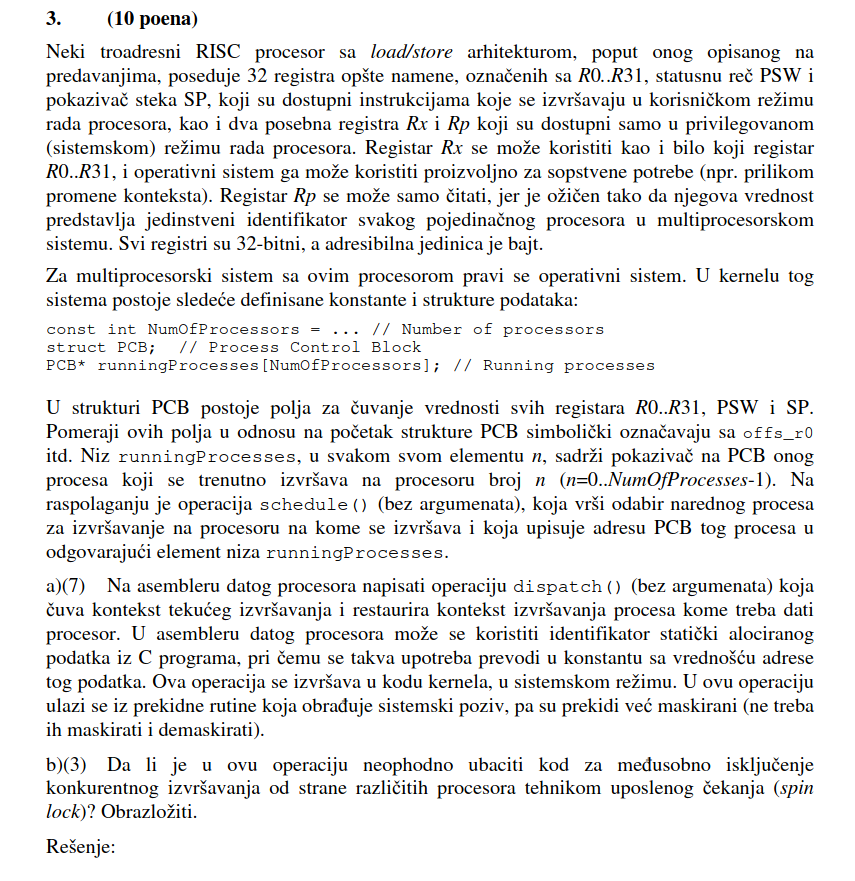 3. (10 poena)
Neki troadresni RISC procesor sa load/store arhitekturom, poput onog opisanog na
predavanjima, poseduje 32 registra opšte namene, označenih sa R0..R31, statusnu reč PSW i
pokazivač steka SP, koji su dostupni instrukcijama koje se izvršavaju u korisničkom režimu
rada procesora, kao i dva posebna registra Rx i Rp koji su dostupni samo u privilegovanom
(sistemskom) režimu rada procesora. Registar Rx se može koristiti kao i bilo koji registar
R0..R31, i operativni sistem ga može koristiti proizvoljno za sopstvene potrebe (npr. prilikom
promene konteksta). Registar Rp se može samo čitati, jer je ožičen tako da njegova vrednost
predstavlja jedinstveni identifikator svakog pojedinačnog procesora u multiprocesorskom
sistemu. Svi registri su 32-bitni, a adresibilna jedinica je bajt.
Za multiprocesorski sistem sa ovim procesorom pravi se operativni sistem. U kernelu tog
sistema postoje sledeće definisane konstante i strukture podataka:
const int NumOfProcessors = ... // Number of processors
struct PCB; // Process Control Block
PCB* runningProcesses[NumOfProcessors]; // Running processes
U strukturi PCB postoje polja za čuvanje vrednosti svih registara R0..R31, PSW i SP.
Pomeraji ovih polja u odnosu na početak strukture PCB simbolički označavaju sa offs_r0
itd. Niz runningProcesses, u svakom svom elementu n, sadrži pokazivač na PCB onog
procesa koji se trenutno izvršava na procesoru broj n (n=0..NumOfProcesses-1). Na
raspolaganju je operacija schedule() (bez argumenata), koja vrši odabir narednog procesa
za izvršavanje na procesoru na kome se izvršava i koja upisuje adresu PCB tog procesa u
odgovarajući element niza runningProcesses.
a)(7) Na asembleru datog procesora napisati operaciju dispatch() (bez argumenata) koja
čuva kontekst tekućeg izvršavanja i restaurira kontekst izvršavanja procesa kome treba dati
procesor. U asembleru datog procesora može se koristiti identifikator statički alociranog
podatka iz C programa, pri čemu se takva upotreba prevodi u konstantu sa vrednošću adrese
tog podatka. Ova operacija se izvršava u kodu kernela, u sistemskom režimu. U ovu operaciju
ulazi se iz prekidne rutine koja obrađuje sistemski poziv, pa su prekidi već maskirani (ne treba
ih maskirati i demaskirati).
b)(3) Da li je u ovu operaciju neophodno ubaciti kod za međusobno isključenje
konkurentnog izvršavanja od strane različitih procesora tehnikom uposlenog čekanja (spin
lock)? Obrazložiti.
Rešenje: